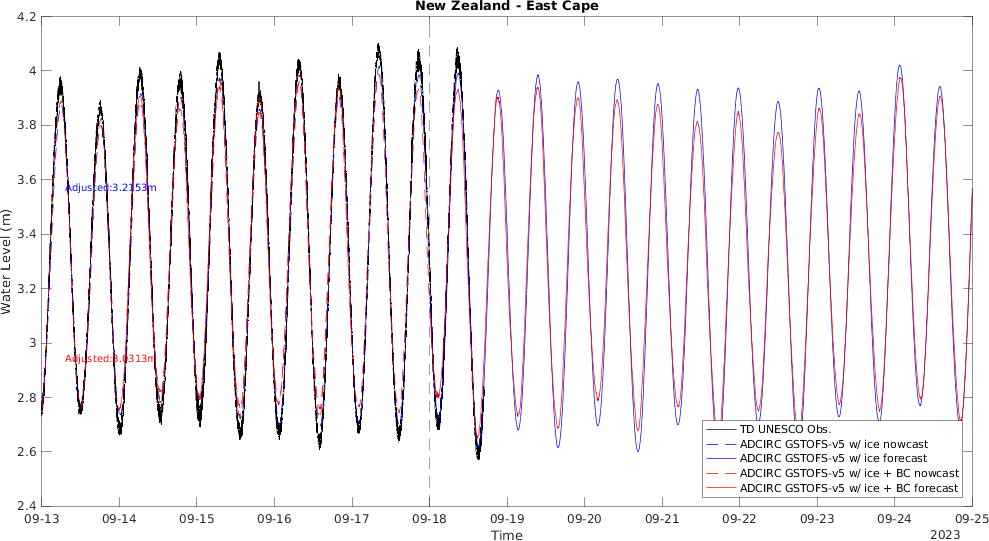 New Zealand - East Cape
4.2
4
3.8
3.6
3.4
3.2
3
2.8
2.6
2.4
Water Level (m)
Adjusted:3.2153m
Adjusted:3.0313m
TD UNESCO Obs.
ADCIRC GSTOFS-v5 w/ ice nowcast
ADCIRC GSTOFS-v5 w/ ice forecast
ADCIRC GSTOFS-v5 w/ ice + BC nowcast
ADCIRC GSTOFS-v5 w/ ice + BC forecast
09-13 09-14 09-15 09-16 09-17 09-18 09-19 09-20 09-21 09-22 09-23 09-24 09-25
Time
2023